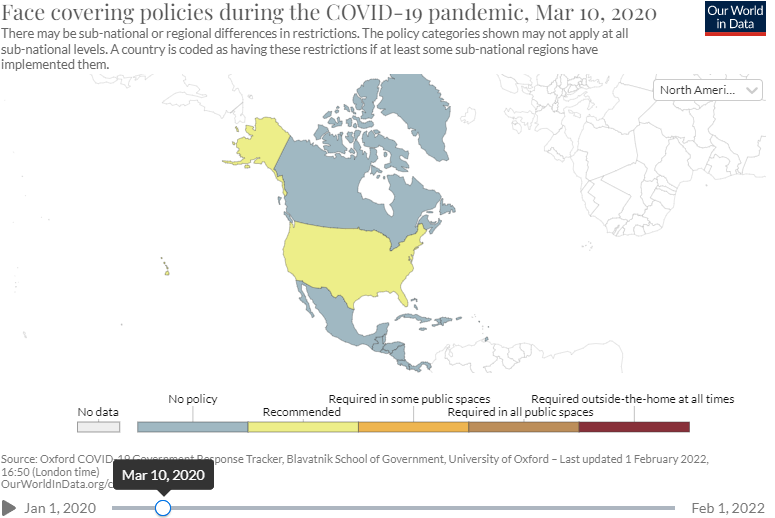 Face covering policies during the COVID-19 pandemic, Mar 10, 2020
Our World
in Data
There may be sub-national or regional differences in restrictions. The policy categories shown may not apply at all
sub-national levels. A country is coded as having these restrictions if at least some sub-national regions have
implemented them.
North Ameri...
No data
No policy
Recommended
Required in some public spaces
Required in all public spaces
Required outside-the-home at all times
Source: Oxford COVID-19 Government Response Tracker, Blavatnik School of Government, University of Oxford – Last updated 1 February 2022,
16:50 (London time)
OurWorldInData.org/c
Mar 10, 2020
Jan 1, 2020
Feb 1, 2022